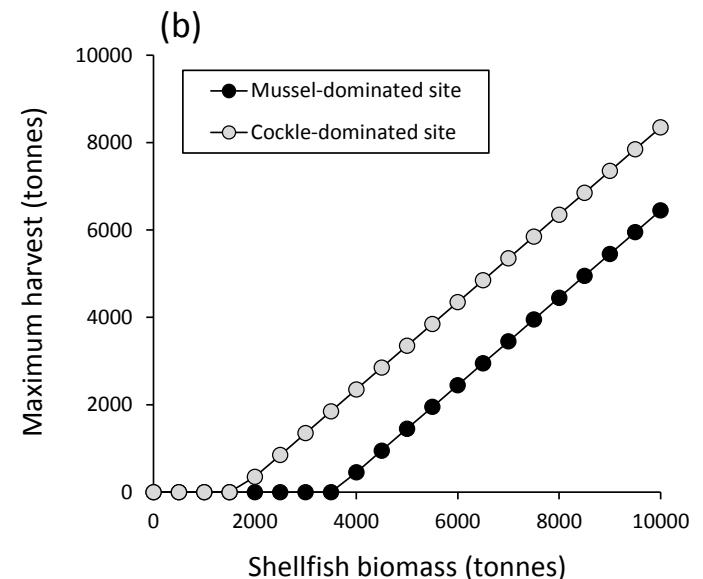 (b)
10000
8000
6000
4000
2000
0
Maximum harvest (tonnes)
Mussel-dominated site
Cockle-dominated site
0 2000 4000 6000 8000 10000
Shellfish biomass (tonnes)